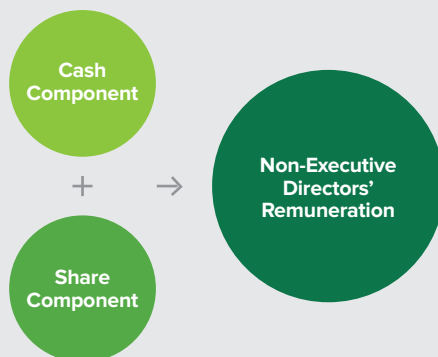 Cash
Component
+
→
Share
Component
Non-Executive
Directors’
Remuneration